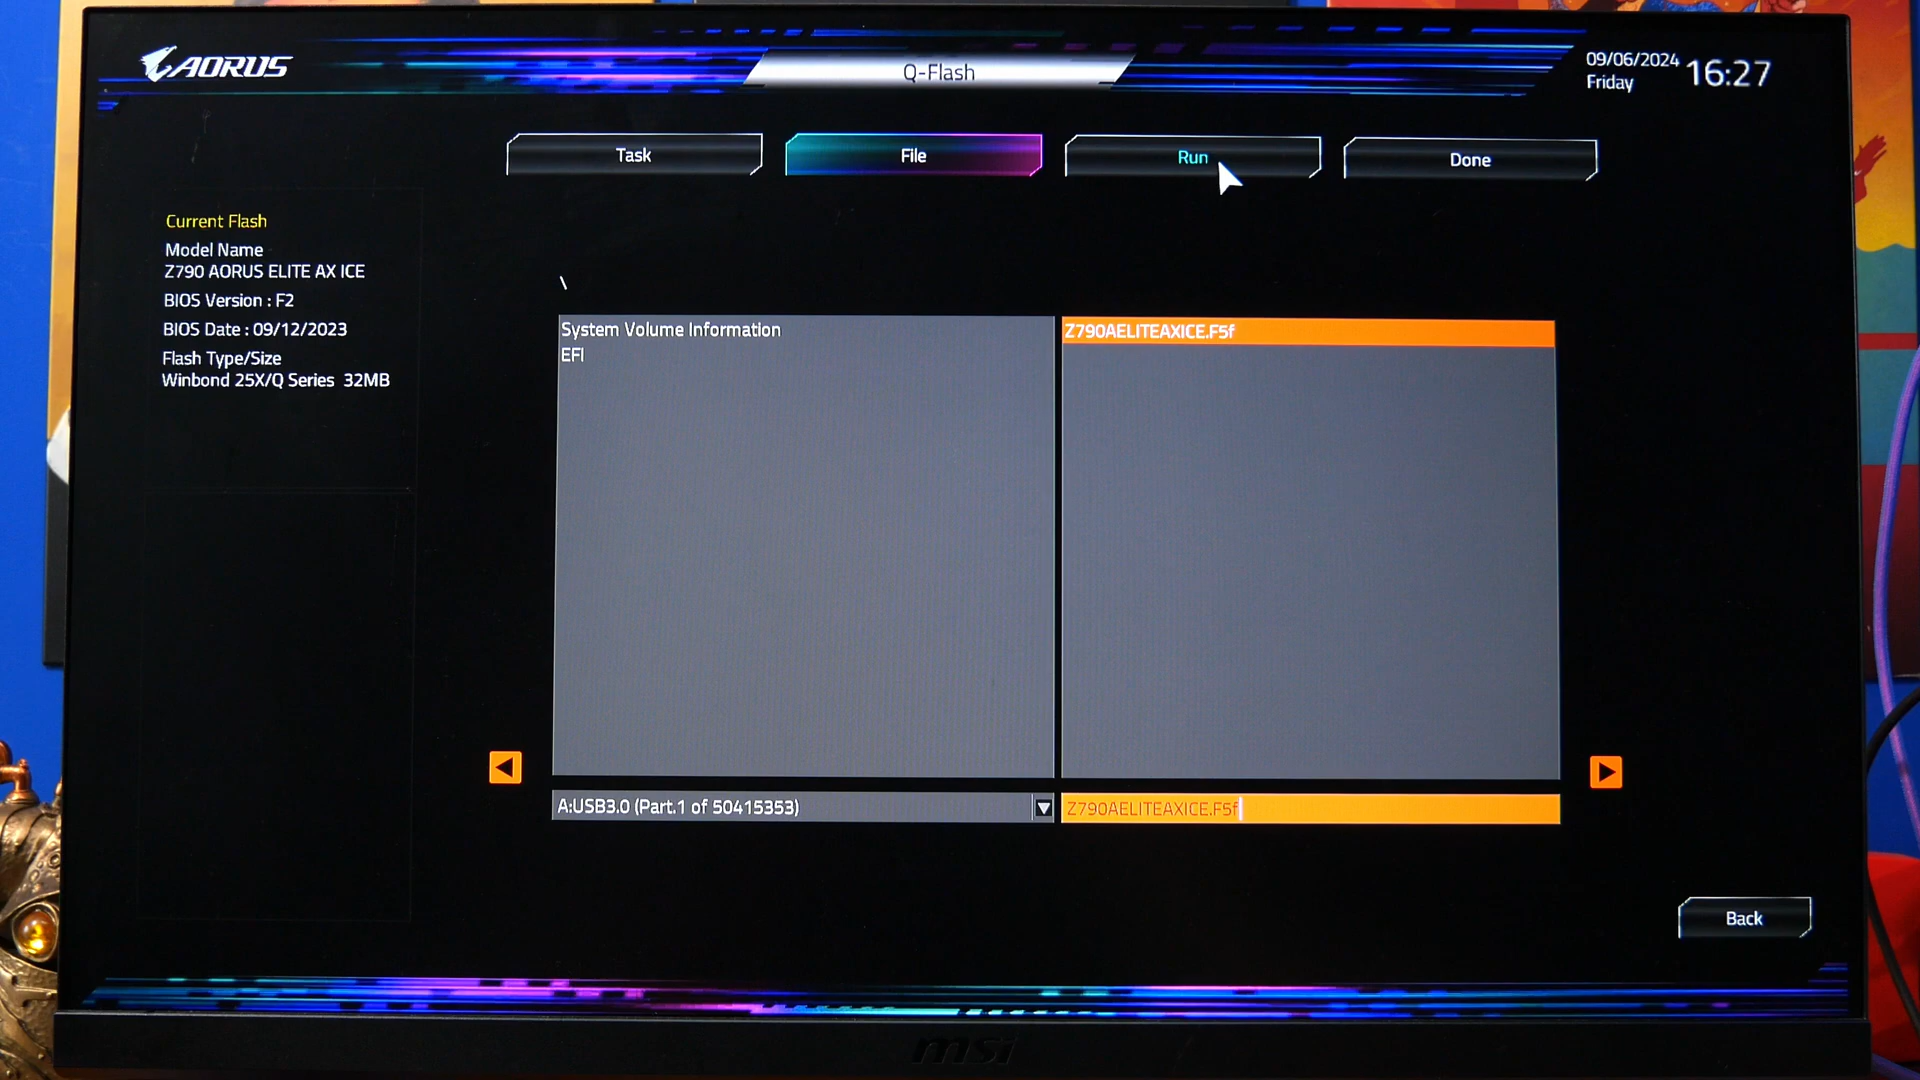 AORUS
Q-Flash
09/06/2024
Friday
16:27
Task
File
Run
Done
Current Flash
Model Name
Z790 AORUS ELITE AX ICE
BIOS Version : F2
BIOS Date : 09/12/2023
Flash Type/Size
Winbond 25X/Q Series 32MB
\
System Volume Information
EFI
Z790AELITEAXICE.F5f
A:USB3.0 (Part.1 of 50415353)
Z790AELITEAXICE.F5f
Back
msi